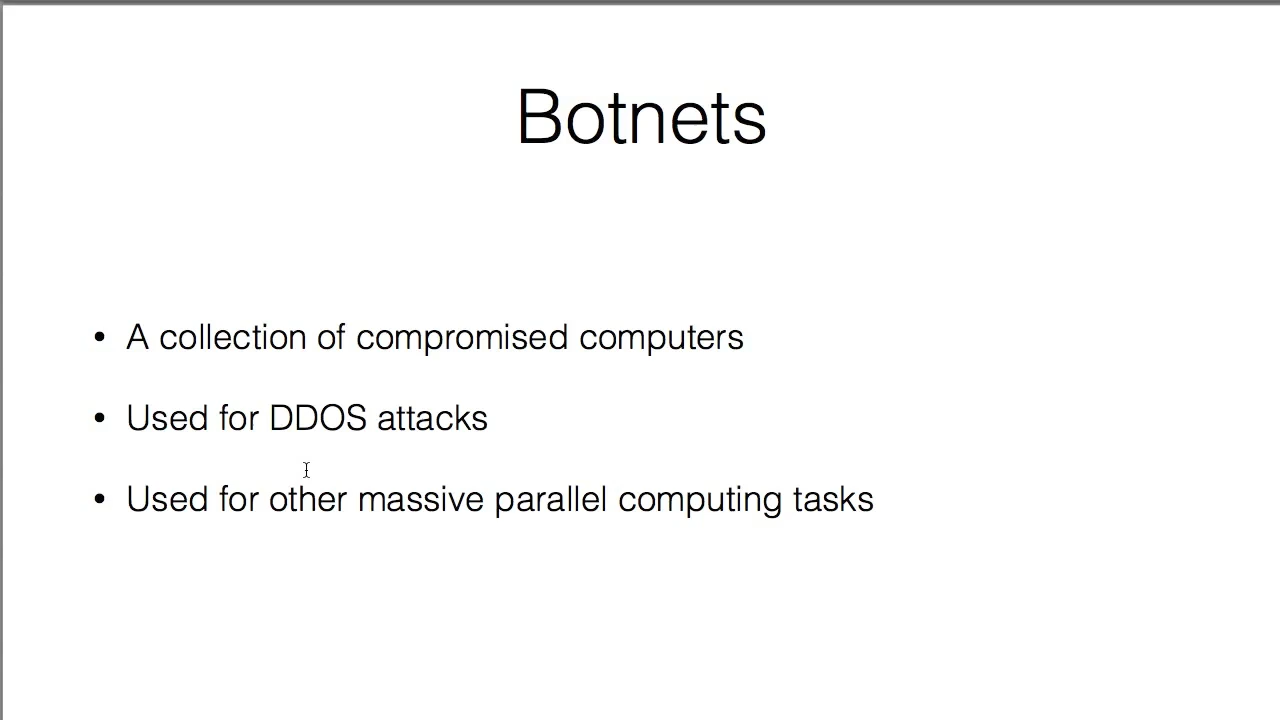 Botnets
• A collection of compromised computers
• Used for DDOS attacks
• Used for other massive parallel computing tasks